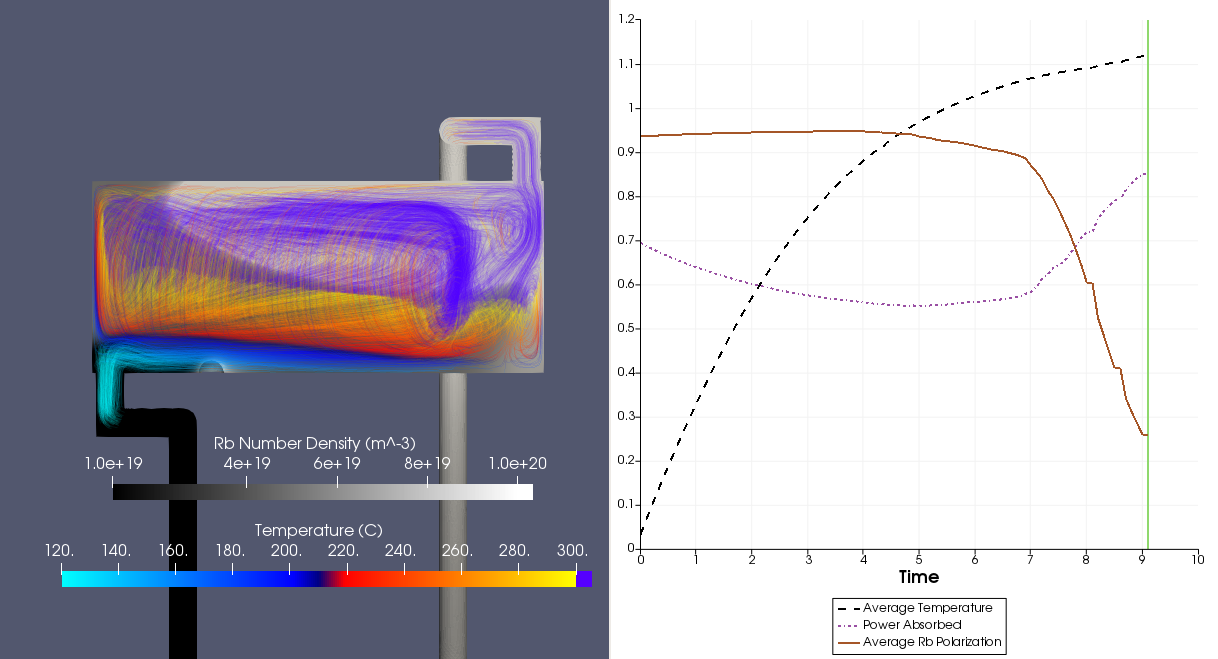 Rb Number Density (m^-3)
1.0e+19 4e+19 6e+19 8e+19 1.0e+20
Temperature (C)
120. 140. 160. 180. 200. 220. 240. 260. 280. 300.
1.2
1.1
1
0.9
0.8
0.7
0.6
0.5
0.4
0.3
0.2
0.1
0
0 1 2 3 4 5 6 7 8 9 10
Time
Average Temperature
Power Absorbed
Average Rb Polarization